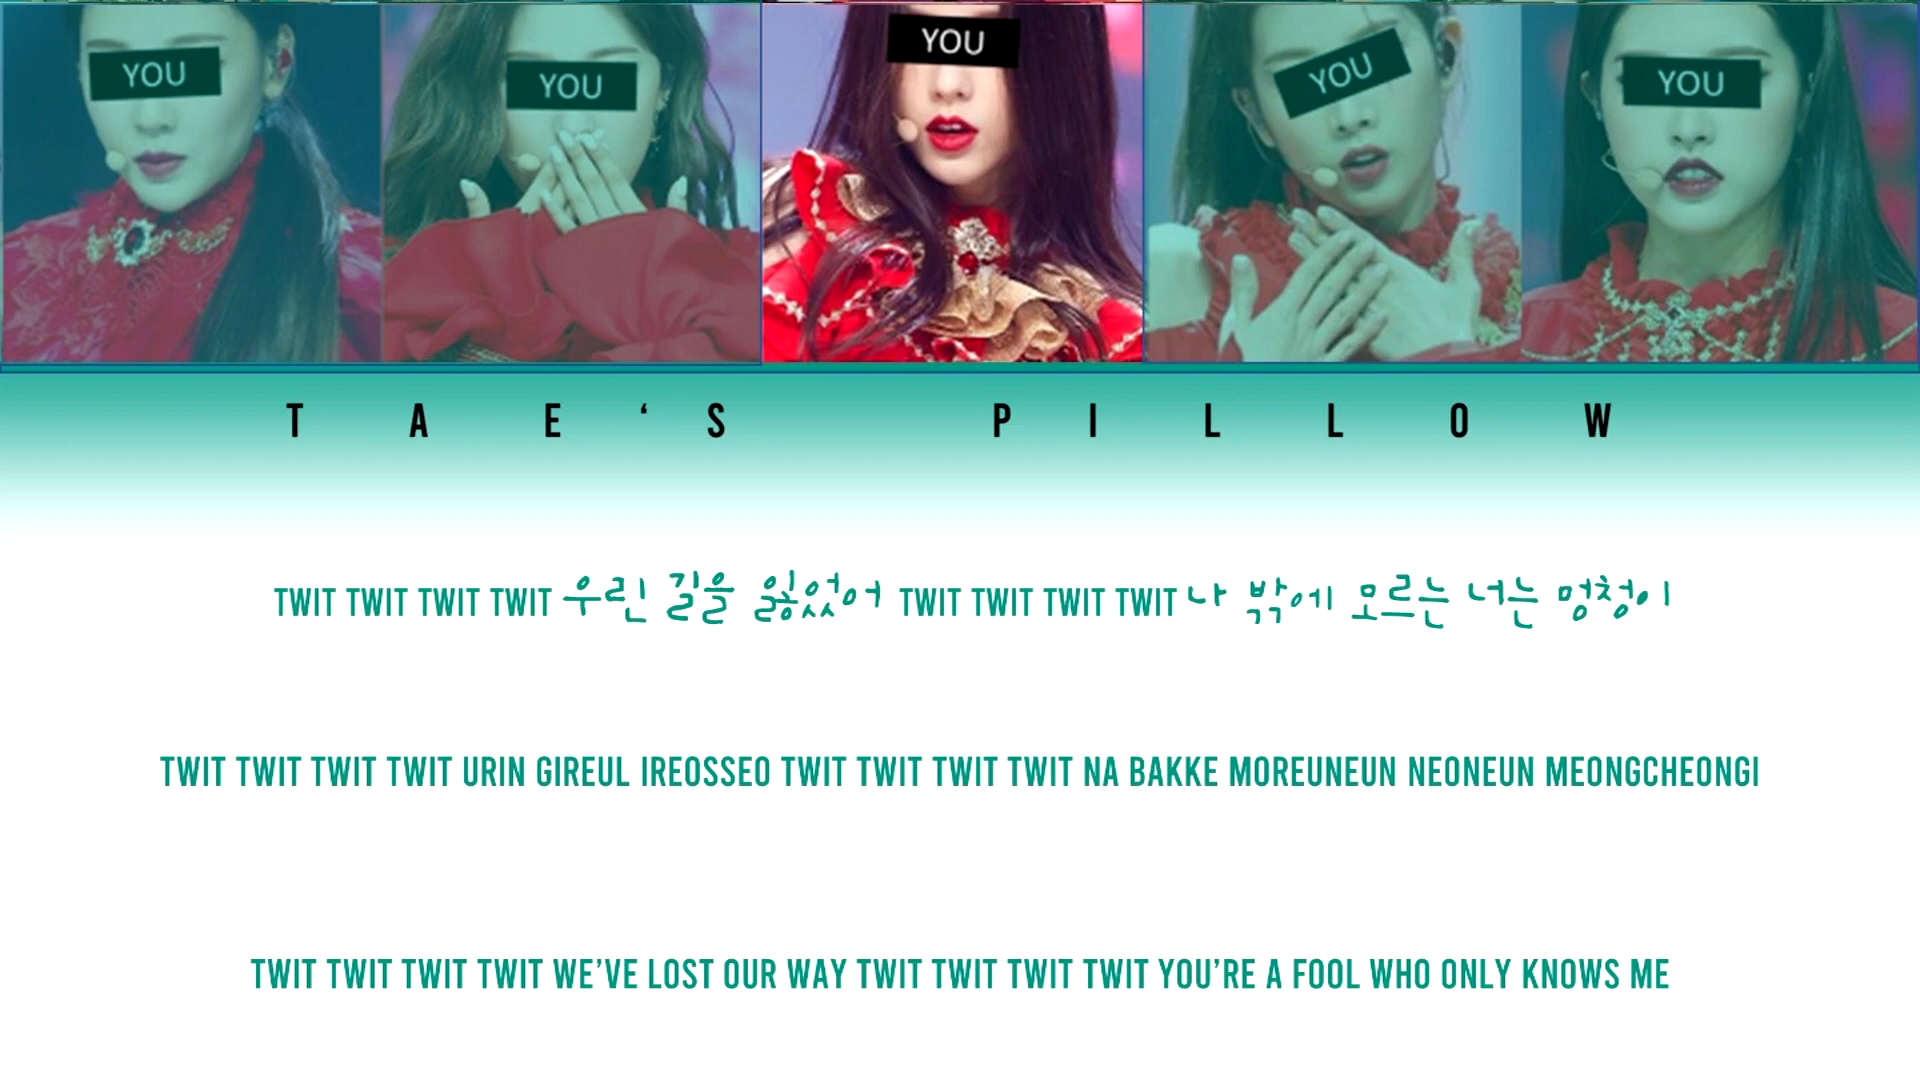 YOU YOU YOU YOU YOU
TAE‘S PILLOW
TWIT TWIT TWIT TWIT 우린 길을 잃었어 TWIT TWIT TWIT TWIT 나 밖에 모르는 너는 멍청이
TWIT TWIT TWIT TWIT URIN GIREUL IREOSSEO TWIT TWIT TWIT TWIT NA BAKKE MOREUNEUN NEONEUN MEONGCHEONGI
TWIT TWIT TWIT TWIT WE’VE LOST OUR WAY TWIT TWIT TWIT TWIT YOU’RE A FOOL WHO ONLY KNOWS ME